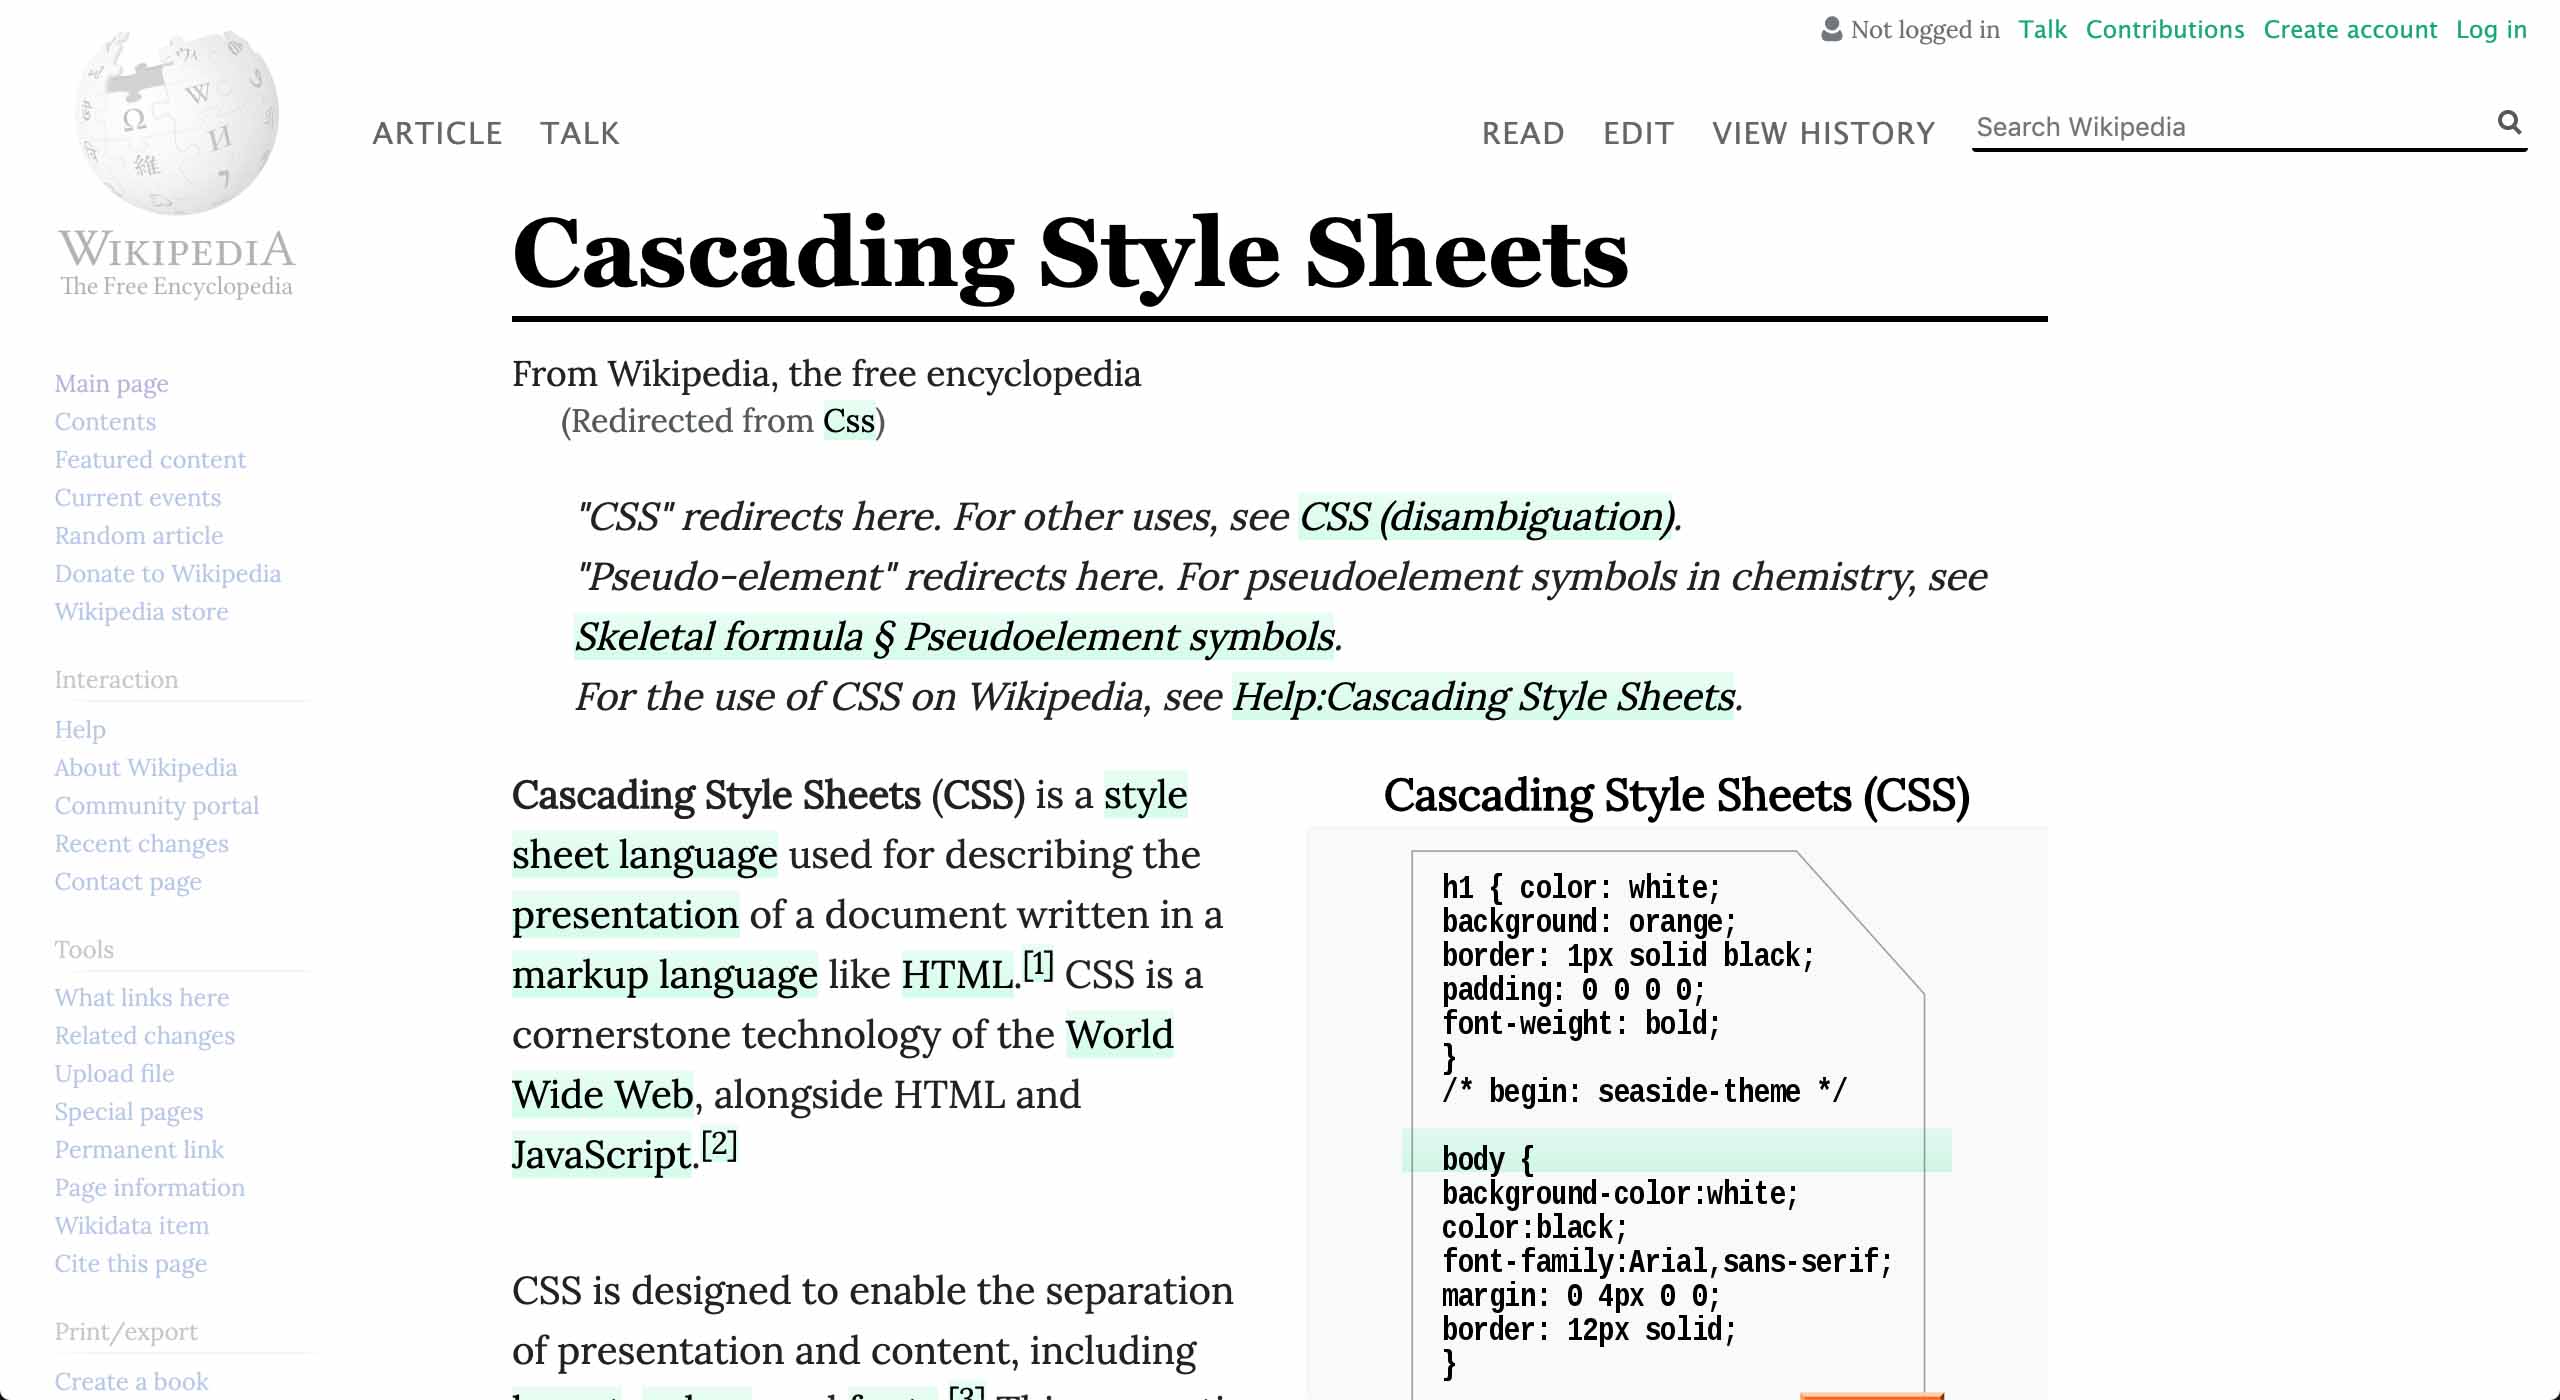 Not logged in Talk Contributions Create account Log in
ARTICLE TALK READ EDIT VIEW HISTORY Search Wikipedia
Ω W И 維 7
WIKIPEDIA
The Free Encyclopedia
Main page
Contents
Featured content
Current events
Random article
Donate to Wikipedia
Wikipedia store
Interaction
Help
About Wikipedia
Community portal
Recent changes
Contact page
Tools
What links here
Related changes
Upload file
Special pages
Permanent link
Page information
Wikidata item
Cite this page
Print/export
Create a book
Cascading Style Sheets
From Wikipedia, the free encyclopedia
(Redirected from Css)
"CSS" redirects here. For other uses, see CSS (disambiguation).
"Pseudo-element" redirects here. For pseudoelement symbols in chemistry, see
Skeletal formula § Pseudoelement symbols.
For the use of CSS on Wikipedia, see Help:Cascading Style Sheets.
Cascading Style Sheets (CSS) is a style
sheet language used for describing the
presentation of a document written in a
markup language like HTML.[1] CSS is a
cornerstone technology of the World
Wide Web, alongside HTML and
JavaScript.[2]
CSS is designed to enable the separation
of presentation and content, including
[3]
Cascading Style Sheets (CSS)
h1 { color: white;
background: orange;
border: 1px solid black;
padding: 0 0 0 0;
font-weight: bold;
}
/* begin: seaside-theme */
body {
background-color:white;
color:black;
font-family:Arial,sans-serif;
margin: 0 4px 0 0;
border: 12px solid;
}